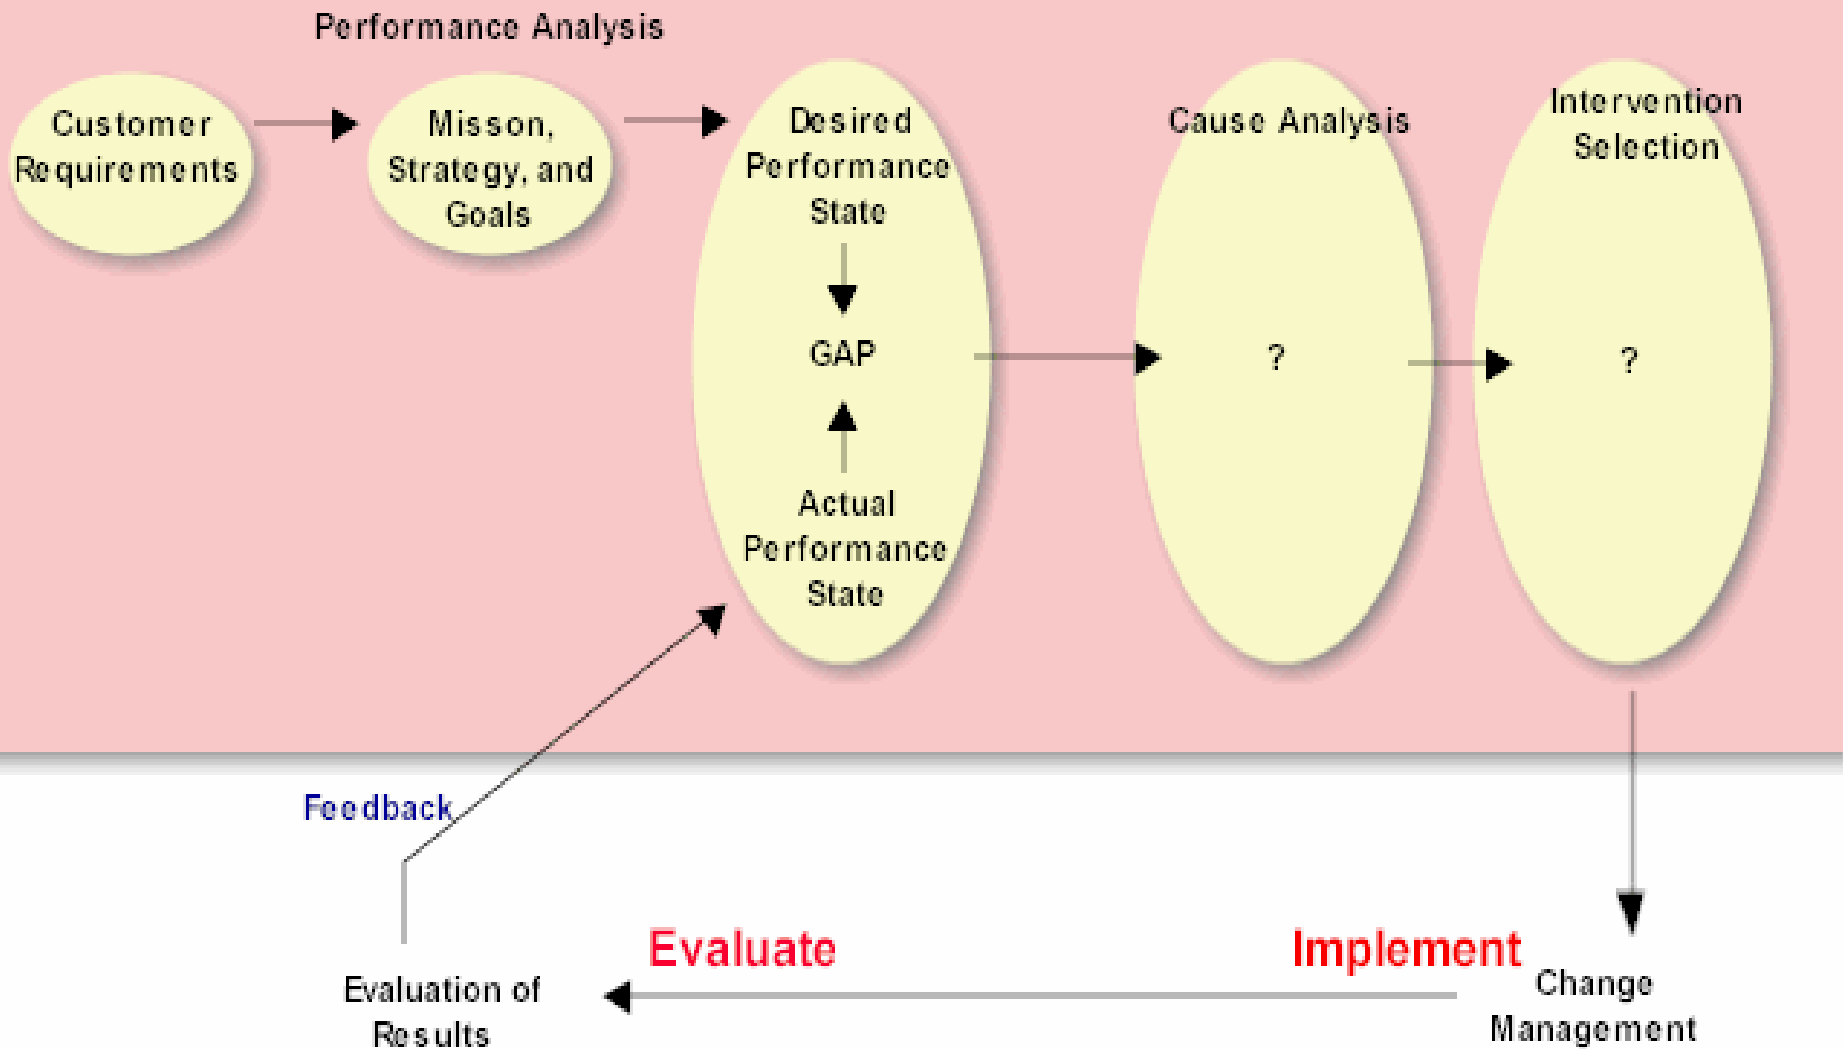 Performance Analysis
Customer
Requirements
Misson,
Strategy, and
Goals
Desired
Performance
State
GAP
Actual
Performance
State
Cause Analysis
?
Intervention
Selection
?
Feedback
Evaluate
Implement
Evaluation of
Results
Change
Management